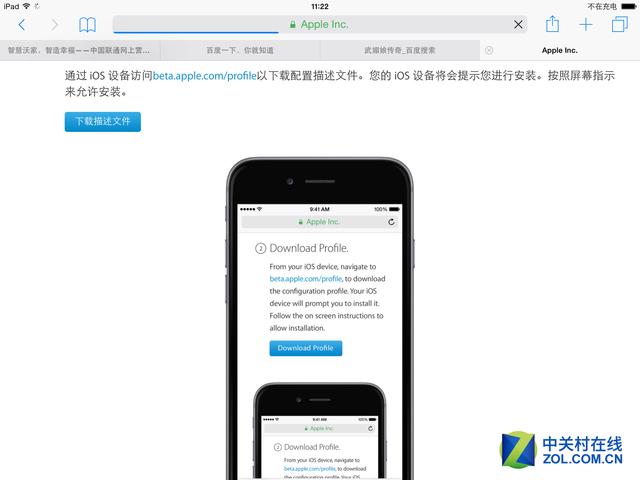 iPad 11:22 不在充电
Apple Inc.
智慧沃家，智造幸福——中国联通网上营... 百度一下，你就知道 武媚娘传奇_百度搜索 Apple Inc.
通过 iOS 设备访问beta.apple.com/profile以下载配置描述文件。您的 iOS 设备将会提示您进行安装。按照屏幕指示
来允许安装。
下载描述文件
9:41 AM 100%
Apple Inc.
2 Download Profile.
From your iOS device, navigate to
beta.apple.com/profile, to download
the configuration profile. Your iOS
device will prompt you to install it.
Follow the on screen instructions to
allow installation.
Download Profile
9:41 AM 100%
Apple Inc.
2 Download Profile.
From your iOS device, navigate to
beta.apple.com/profile, to download
the configuration profile. Your iOS
中关村在线
ZOL.COM.CN